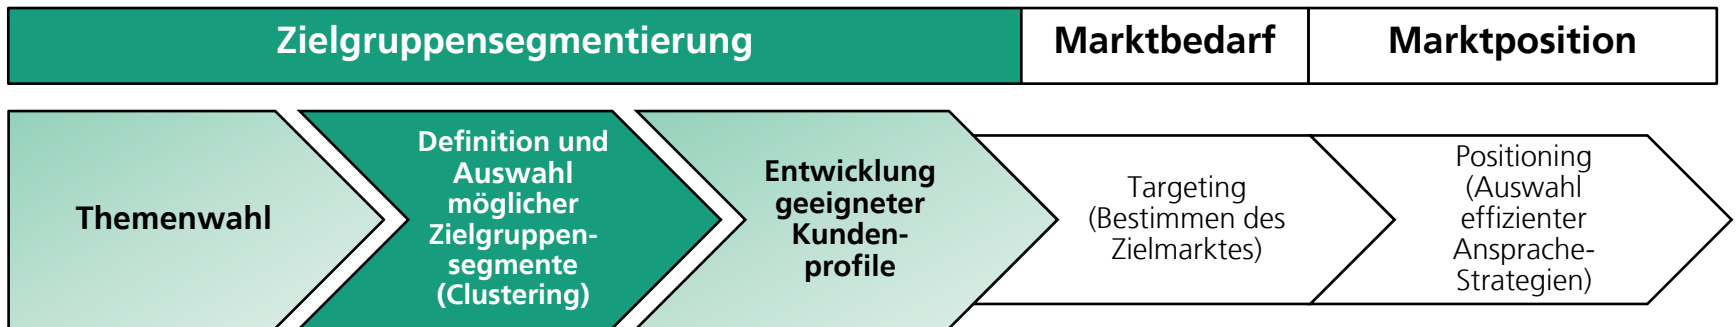 Zielgruppensegmentierung
Marktbedarf
Marktposition
Themenwahl
Definition und
Auswahl
möglicher
Zielgruppen-
segmente
(Clustering)
Entwicklung
geeigneter
Kunden-
profile
Targeting
(Bestimmen des
Zielmarktes)
Positioning
(Auswahl
effizienter
Ansprache-
Strategien)